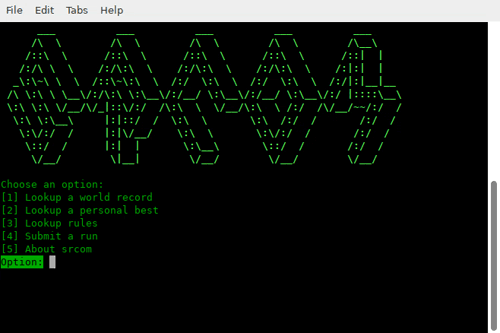 File Edit Tabs Help
SRCOM
Choose an option:
[1] Lookup a world record
[2] Lookup a personal best
[3] Lookup rules
[4] Submit a run
[5] About srcom
Option: